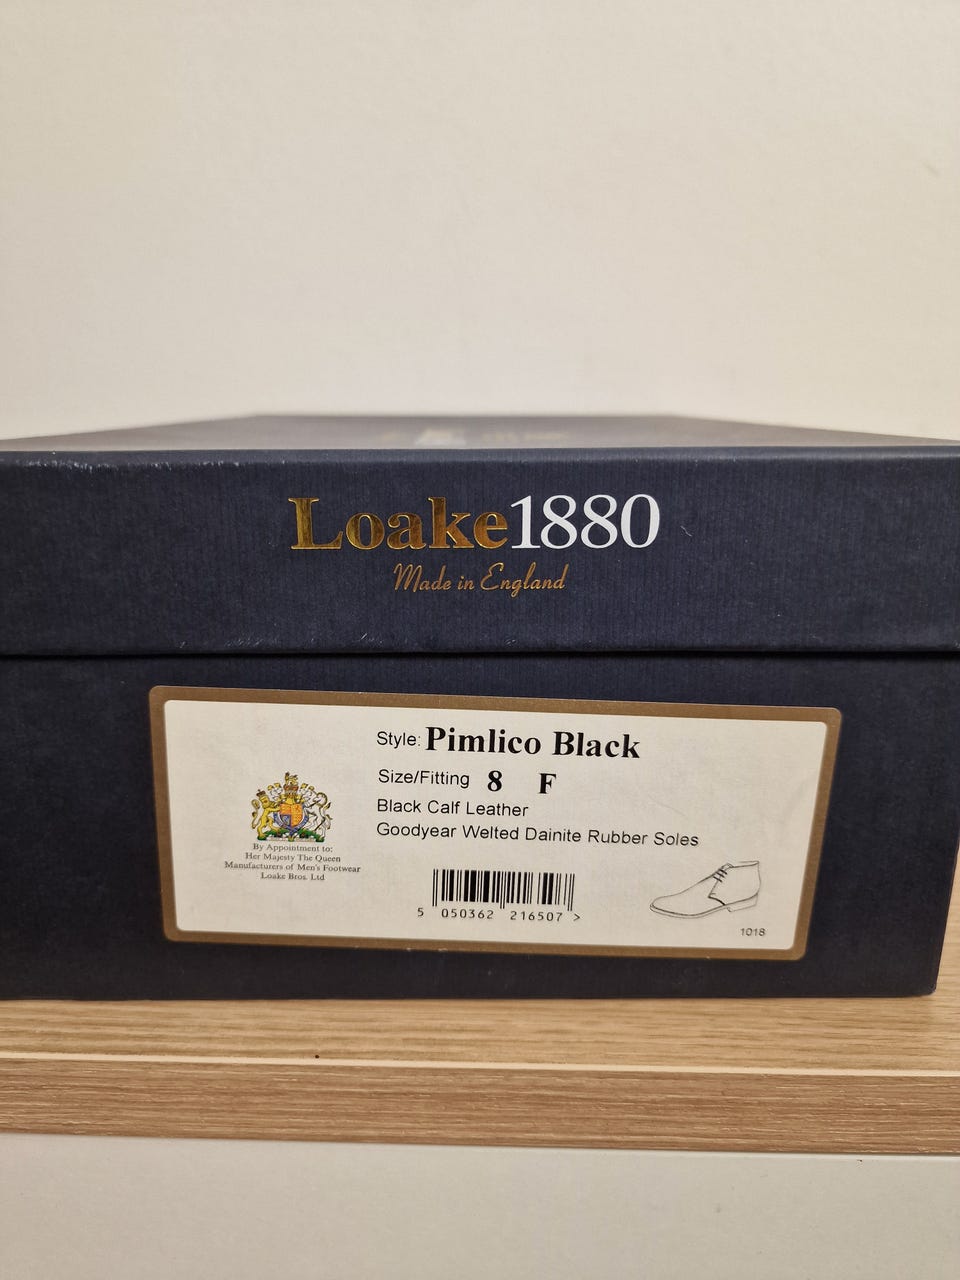 Loake1880
Made in England
Style: Pimlico Black
Size/Fitting 8 F
Black Calf Leather
Goodyear Welted Dainite Rubber Soles
By Appointment to:
Her Majesty The Queen
Manufacturers of Men's Footwear
Loake Bros. Ltd
5 050362 216507 >
1018